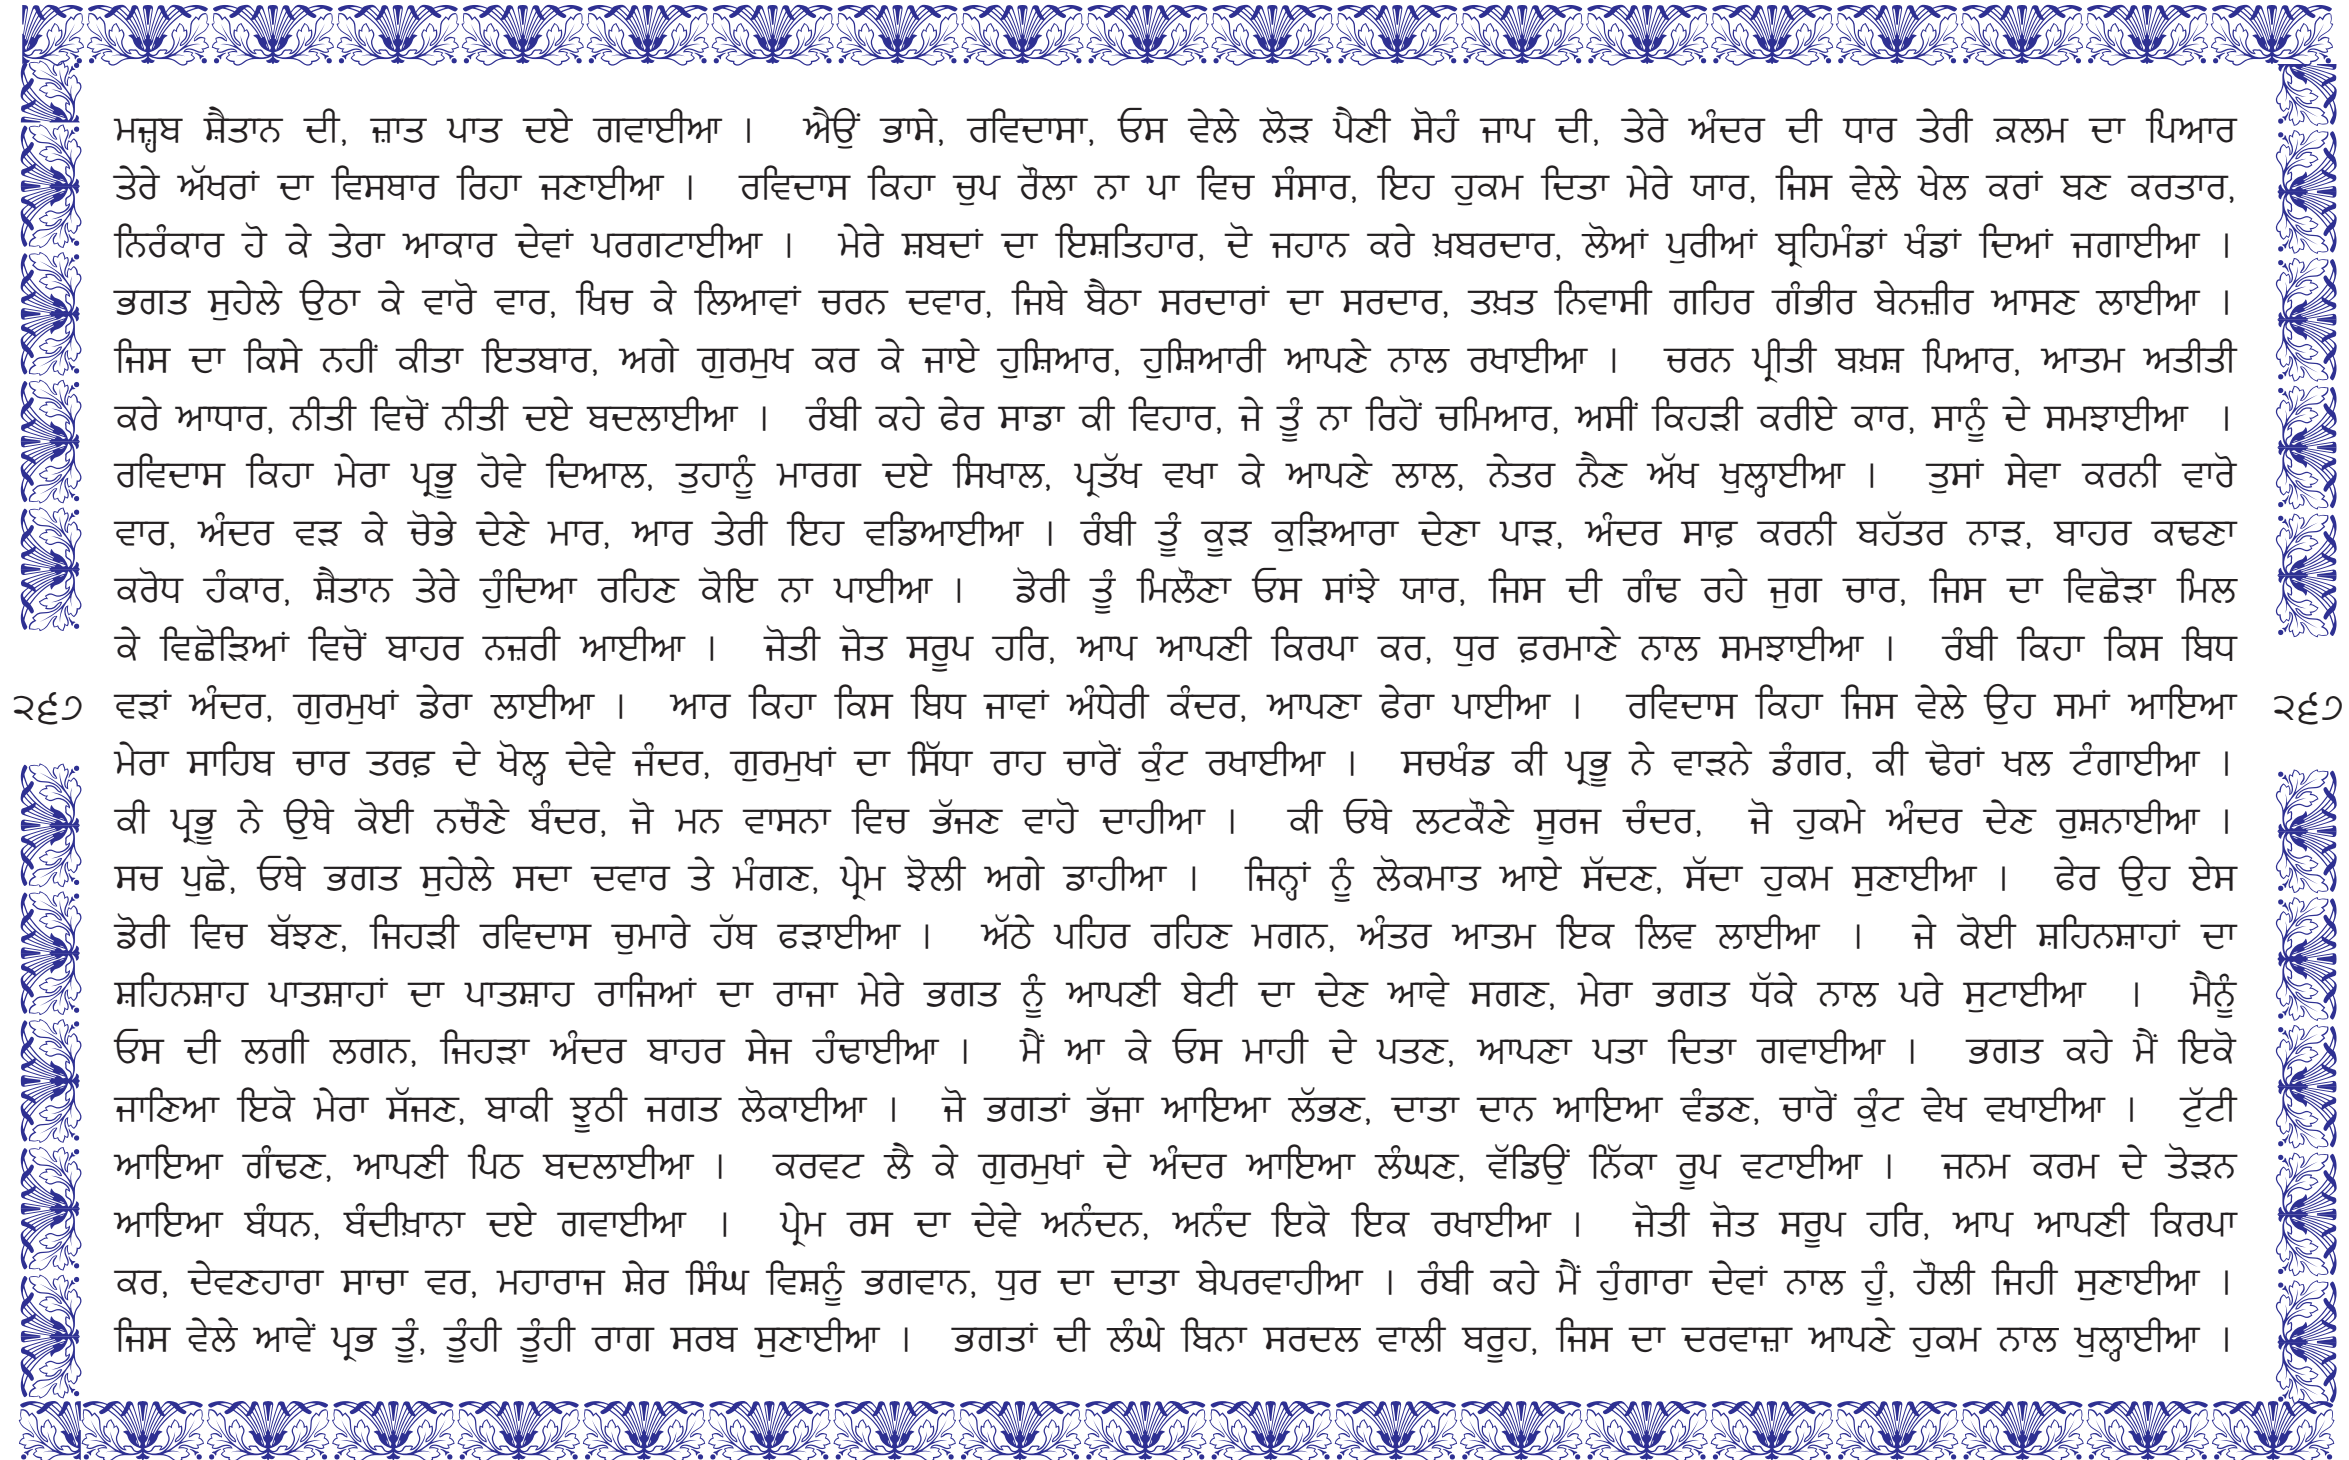 ਮਜ਼੍ਹਬ ਸ਼ੈਤਾਨ ਦੀ, ਜ਼ਾਤ ਪਾਤ ਦਏ ਗਵਾਈਆ । ਐਉਂ ਭਾਸੇ, ਰਵਿਦਾਸਾ, ਓਸ ਵੇਲੇ ਲੋੜ ਪੈਣੀ ਸੋਹੰ ਜਾਪ ਦੀ, ਤੇਰੇ ਅੰਦਰ ਦੀ ਧਾਰ ਤੇਰੀ ਕ਼ਲਮ ਦਾ ਪਿਆਰ
ਤੇਰੇ ਅੱਖਰਾਂ ਦਾ ਵਿਸਬਾਰ ਰਿਹਾ ਜਣਾਈਆ । ਰਵਿਦਾਸ ਕਿਹਾ ਚੁਪ ਰੌਲਾ ਨਾ ਪਾ ਵਿਚ ਸੰਸਾਰ, ਇਹ ਹੁਕਮ ਦਿਤਾ ਮੇਰੇ ਯਾਰ, ਜਿਸ ਵੇਲੇ ਖੇਲ ਕਰਾਂ ਬਣ ਕਰਤਾਰ,
ਨਿਰੰਕਾਰ ਹੋ ਕੇ ਤੇਰਾ ਆਕਾਰ ਦੇਵਾਂ ਪਰਗਟਾਈਆ । ਮੇਰੇ ਸ਼ਬਦਾਂ ਦਾ ਇਸ਼ਤਿਹਾਰ, ਦੋ ਜਹਾਨ ਕਰੇ ਖ਼ਬਰਦਾਰ, ਲੋਆਂ ਪੁਰੀਆਂ ਬ੍ਰਹਿਮੰਡਾਂ ਖੰਡਾਂ ਦਿਆਂ ਜਗਾਈਆ ।
ਭਗਤ ਸੁਹੇਲੇ ਉਠਾ ਕੇ ਵਾਰੋ ਵਾਰ, ਖਿਚ ਕੇ ਲਿਆਵਾਂ ਚਰਨ ਦਵਾਰ, ਜਿਥੇ ਬੈਠਾ ਸਰਦਾਰਾਂ ਦਾ ਸਰਦਾਰ, ਤਖ਼ਤ ਨਿਵਾਸੀ ਗਹਿਰ ਗੰਭੀਰ ਬੇਨਜ਼ੀਰ ਆਸਣ ਲਾਈਆ ।
ਜਿਸ ਦਾ ਕਿਸੇ ਨਹੀਂ ਕੀਤਾ ਇਤਬਾਰ, ਅਗੇ ਗੁਰਮੁਖ ਕਰ ਕੇ ਜਾਏ ਹੁਸ਼ਿਆਰ, ਹੁਸ਼ਿਆਰੀ ਆਪਣੇ ਨਾਲ ਰਖਾਈਆ । ਚਰਨ ਪ੍ਰੀਤੀ ਬਖ਼ਸ਼ ਪਿਆਰ, ਆਤਮ ਅਤੀਤੀ
ਕਰੇ ਆਧਾਰ, ਨੀਤੀ ਵਿਚੋਂ ਨੀਤੀ ਦਏ ਬਦਲਾਈਆ । ਰੰਬੀ ਕਹੇ ਫੇਰ ਸਾਡਾ ਕੀ ਵਿਹਾਰ, ਜੇ ਤੂੰ ਨਾ ਰਿਹੋਂ ਚਮਿਆਰ, ਅਸੀਂ ਕਿਹੜੀ ਕਰੀਏ ਕਾਰ, ਸਾਨੂੰ ਦੇ ਸਮਝਾਈਆ ।
ਰਵਿਦਾਸ ਕਿਹਾ ਮੇਰਾ ਪ੍ਰਭੂ ਹੋਵੇ ਦਿਆਲ, ਤੁਹਾਨੂੰ ਮਾਰਗ ਦਏ ਸਿਖਾਲ, ਪ੍ਰਤੱਖ ਵਖਾ ਕੇ ਆਪਣੇ ਲਾਲ, ਨੇਤਰ ਨੈਣ ਅੱਖ ਖੁਲ੍ਹਾਈਆ । ਤੁਸਾਂ ਸੇਵਾ ਕਰਨੀ ਵਾਰੋ
ਵਾਰ, ਅੰਦਰ ਵੜ ਕੇ ਚੋਭੇ ਦੇਣੇ ਮਾਰ, ਆਰ ਤੇਰੀ ਇਹ ਵਡਿਆਈਆ । ਰੰਬੀ ਤੂੰ ਕੂੜ ਕੁੜਿਆਰਾ ਦੇਣਾ ਪਾੜ, ਅੰਦਰ ਸਾਫ਼ ਕਰਨੀ ਬਹੱਤਰ ਨਾੜ, ਬਾਹਰ ਕਢਣਾ
ਕਰੋਧ ਹੰਕਾਰ, ਸ਼ੈਤਾਨ ਤੇਰੇ ਹੁੰਦਿਆ ਰਹਿਣ ਕੋਇ ਨਾ ਪਾਈਆ । ਡੋਰੀ ਤੂੰ ਮਿਲੌਣਾ ਓਸ ਸਾਂਝੇ ਯਾਰ, ਜਿਸ ਦੀ ਗੰਢ ਰਹੇ ਜੁਗ ਚਾਰ, ਜਿਸ ਦਾ ਵਿਛੋੜਾ ਮਿਲ
ਕੇ ਵਿਛੋੜਿਆਂ ਵਿਚੋਂ ਬਾਹਰ ਨਜ਼ਰੀ ਆਈਆ । ਜੋਤੀ ਜੋਤ ਸਰੂਪ ਹਰਿ, ਆਪ ਆਪਣੀ ਕਿਰਪਾ ਕਰ, ਧੁਰ ਫ਼ਰਮਾਣੇ ਨਾਲ ਸਮਝਾਈਆ । ਰੰਬੀ ਕਿਹਾ ਕਿਸ ਬਿਧ
੨੬੭ ਵੜਾਂ ਅੰਦਰ, ਗੁਰਮੁਖਾਂ ਡੇਰਾ ਲਾਈਆ । ਆਰ ਕਿਹਾ ਕਿਸ ਬਿਧ ਜਾਵਾਂ ਅੰਧੇਰੀ ਕੰਦਰ, ਆਪਣਾ ਫੇਰਾ ਪਾਈਆ । ਰਵਿਦਾਸ ਕਿਹਾ ਜਿਸ ਵੇਲੇ ਉਹ ਸਮਾਂ ਆਇਆ ੨੬੭
ਮੇਰਾ ਸਾਹਿਬ ਚਾਰ ਤਰਫ਼ ਦੇ ਖੋਲ੍ਹ ਦੇਵੇ ਜੰਦਰ, ਗੁਰਮੁਖਾਂ ਦਾ ਸਿੱਧਾ ਰਾਹ ਚਾਰੋਂ ਕੁੰਟ ਰਖਾਈਆ । ਸਚਖੰਡ ਕੀ ਪ੍ਰਭੂ ਨੇ ਵਾੜਨੇ ਡੰਗਰ, ਕੀ ਢੋਰਾਂ ਖਲ ਟੰਗਾਈਆ ।
ਕੀ ਪ੍ਰਭੂ ਨੇ ਉਥੇ ਕੋਈ ਨਚੌਣੇ ਬੰਦਰ, ਜੋ ਮਨ ਵਾਸਨਾ ਵਿਚ ਭੱਜਣ ਵਾਹੋ ਦਾਹੀਆ । ਕੀ ਓਥੇ ਲਟਕੌਣੇ ਸੂਰਜ ਚੰਦਰ, ਜੋ ਹੁਕਮੇ ਅੰਦਰ ਦੇਣ ਰੁਸ਼ਨਾਈਆ ।
ਸਚ ਪੁਛੋ, ਓਥੇ ਭਗਤ ਸੁਹੇਲੇ ਸਦਾ ਦਵਾਰ ਤੇ ਮੰਗਣ, ਪ੍ਰੇਮ ਝੋਲੀ ਅਗੇ ਡਾਹੀਆ । ਜਿਨ੍ਹਾਂ ਨੂੰ ਲੋਕਮਾਤ ਆਏ ਸੱਦਣ, ਸੱਦਾ ਹੁਕਮ ਸੁਣਾਈਆ । ਫੇਰ ਉਹ ਏਸ
ਡੋਰੀ ਵਿਚ ਬੱਝਣ, ਜਿਹੜੀ ਰਵਿਦਾਸ ਚੁਮਾਰੇ ਹੱਥ ਫੜਾਈਆ । ਅੱਠੇ ਪਹਿਰ ਰਹਿਣ ਮਗਨ, ਅੰਤਰ ਆਤਮ ਇਕ ਲਿਵ ਲਾਈਆ । ਜੇ ਕੋਈ ਸ਼ਹਿਨਸ਼ਾਹਾਂ ਦਾ
ਸ਼ਹਿਨਸ਼ਾਹ ਪਾਤਸ਼ਾਹਾਂ ਦਾ ਪਾਤਸ਼ਾਹ ਰਾਜਿਆਂ ਦਾ ਰਾਜਾ ਮੇਰੇ ਭਗਤ ਨੂੰ ਆਪਣੀ ਬੇਟੀ ਦਾ ਦੇਣ ਆਵੇ ਸਗਣ, ਮੇਰਾ ਭਗਤ ਧੱਕੇ ਨਾਲ ਪਰੇ ਸੁਟਾਈਆ । ਮੈਨੂੰ
ਓਸ ਦੀ ਲਗੀ ਲਗਨ, ਜਿਹੜਾ ਅੰਦਰ ਬਾਹਰ ਸੇਜ ਹੰਢਾਈਆ । ਮੈਂ ਆ ਕੇ ਓਸ ਮਾਹੀ ਦੇ ਪਤਣ, ਆਪਣਾ ਪਤਾ ਦਿਤਾ ਗਵਾਈਆ । ਭਗਤ ਕਹੇ ਮੈਂ ਇਕੋ
ਜਾਣਿਆ ਇਕੋ ਮੇਰਾ ਸੱਜਣ, ਬਾਕੀ ਝੂਠੀ ਜਗਤ ਲੋਕਾਈਆ । ਜੋ ਭਗਤਾਂ ਭੱਜਾ ਆਇਆ ਲੱਭਣ, ਦਾਤਾ ਦਾਨ ਆਇਆ ਵੰਡਣ, ਚਾਰੋਂ ਕੁੰਟ ਵੇਖ ਵਖਾਈਆ । ਟੁੱਟੀ
ਆਇਆ ਗੰਢਣ, ਆਪਣੀ ਪਿਠ ਬਦਲਾਈਆ । ਕਰਵਟ ਲੈ ਕੇ ਗੁਰਮੁਖਾਂ ਦੇ ਅੰਦਰ ਆਇਆ ਲੰਘਣ, ਵੱਡਿਉਂ ਨਿੱਕਾ ਰੂਪ ਵਟਾਈਆ । ਜਨਮ ਕਰਮ ਦੇ ਤੋੜਨ
ਆਇਆ ਬੰਧਨ, ਬੰਦੀਖ਼ਾਨਾ ਦਏ ਗਵਾਈਆ । ਪ੍ਰੇਮ ਰਸ ਦਾ ਦੇਵੇ ਅਨੰਦਨ, ਅਨੰਦ ਇਕੋ ਇਕ ਰਖਾਈਆ । ਜੋਤੀ ਜੋਤ ਸਰੂਪ ਹਰਿ, ਆਪ ਆਪਣੀ ਕਿਰਪਾ
ਕਰ, ਦੇਵਣਹਾਰਾ ਸਾਚਾ ਵਰ, ਮਹਾਰਾਜ ਸ਼ੇਰ ਸਿੰਘ ਵਿਸ਼ਨੂੰ ਭਗਵਾਨ, ਧੁਰ ਦਾ ਦਾਤਾ ਬੇਪਰਵਾਹੀਆ । ਰੰਬੀ ਕਹੇ ਮੈਂ ਹੁੰਗਾਰਾ ਦੇਵਾਂ ਨਾਲ ਹੂੰ, ਹੌਲੀ ਜਿਹੀ ਸੁਣਾਈਆ ।
ਜਿਸ ਵੇਲੇ ਆਵੇਂ ਪ੍ਰਭ ਤੂੰ, ਤੂੰਹੀ ਤੂੰਹੀ ਰਾਗ ਸਰਬ ਸੁਣਾਈਆ । ਭਗਤਾਂ ਦੀ ਲੰਘੇ ਬਿਨਾ ਸਰਦਲ ਵਾਲੀ ਬਰੂਹ, ਜਿਸ ਦਾ ਦਰਵਾਜ਼ਾ ਆਪਣੇ ਹੁਕਮ ਨਾਲ ਖੁਲ੍ਹਾਈਆ ।